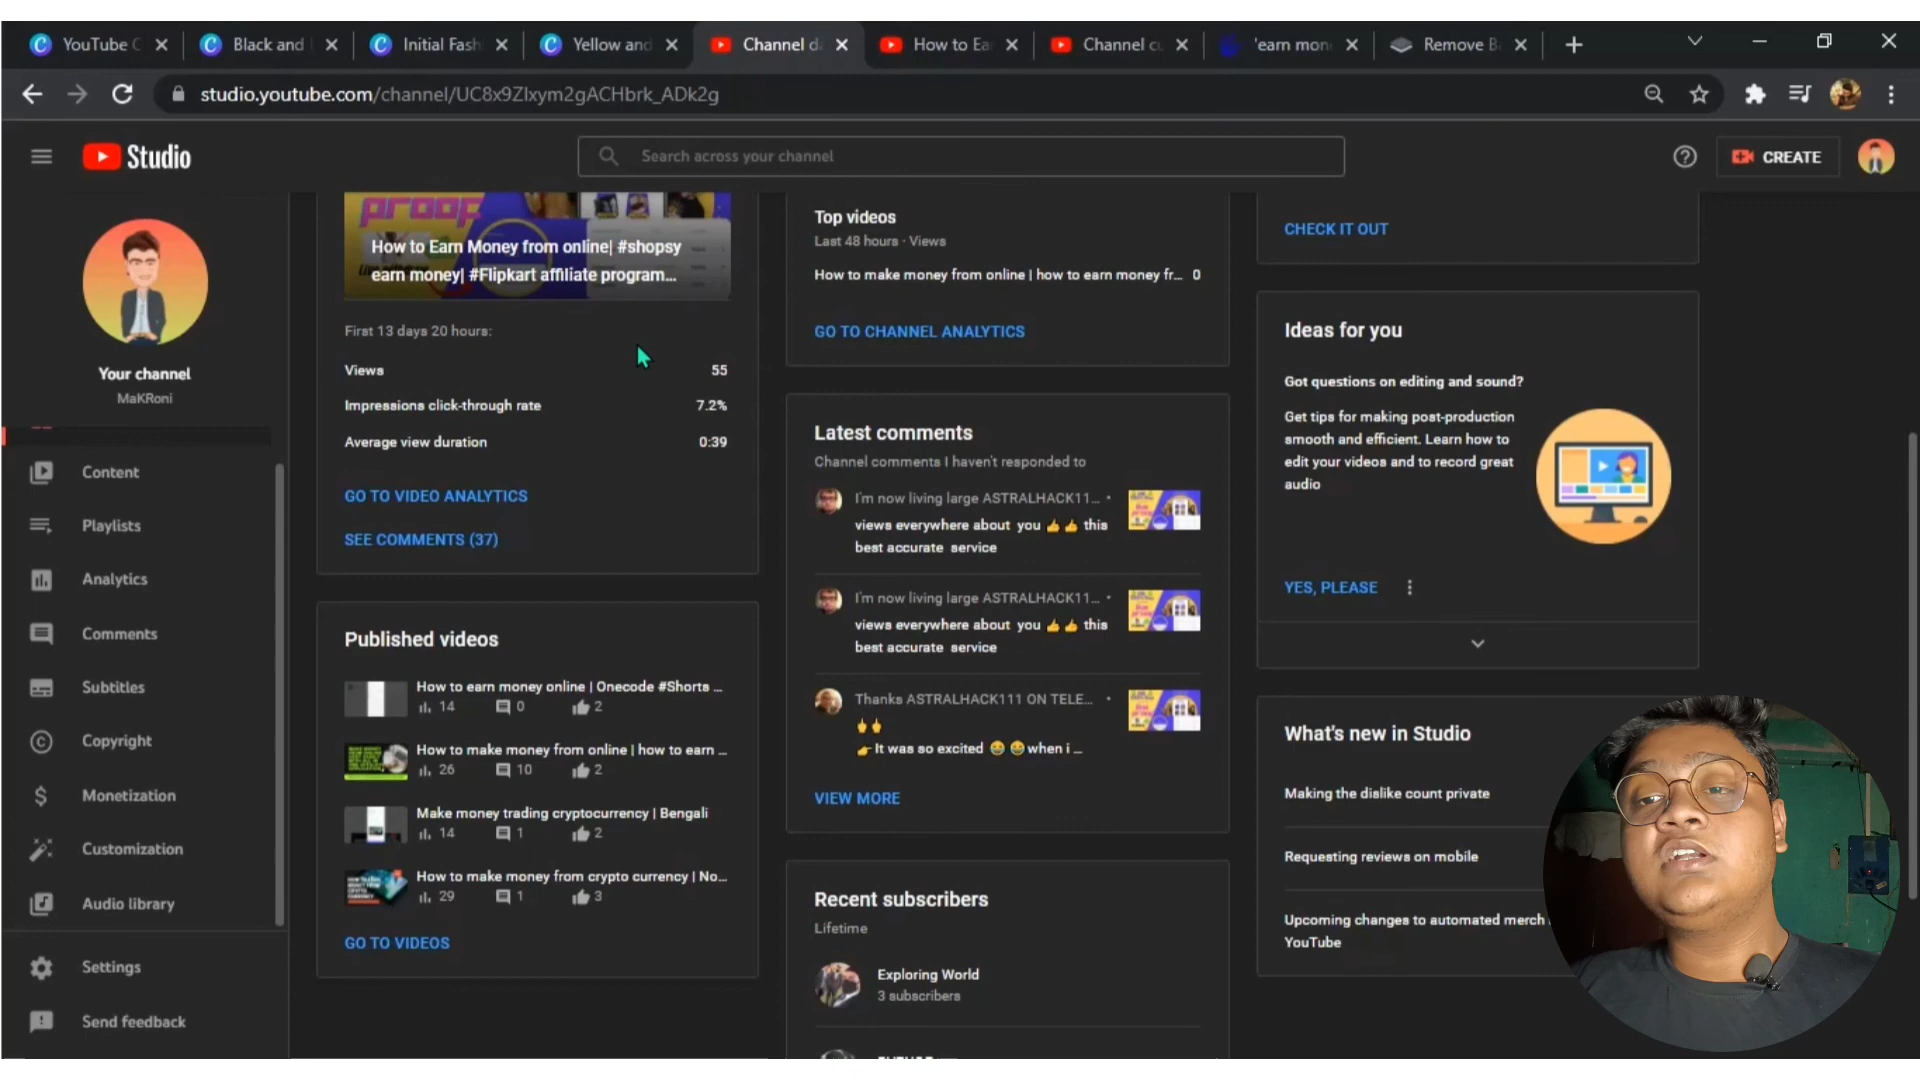 YouTube C
Black and
Initial Fash
Yellow and
Channel d
How to Ea
Channel cu
'earn mon
Remove B
studio.youtube.com/channel/UC8x9ZIxym2gACHbrk_ADk2g
Studio
Search across your channel
CREATE
Your channel
MaKRoni
Content
Playlists
Analytics
Comments
Subtitles
Copyright
Monetization
Customization
Audio library
Settings
Send feedback
proof
How to Earn Money from online| #shopsy
earn money| #Flipkart affiliate program...
First 13 days 20 hours:
Views 55
Impressions click-through rate 7.2%
Average view duration 0:39
GO TO VIDEO ANALYTICS
SEE COMMENTS (37)
Published videos
How to earn money online | Onecode #Shorts ...
14 0 2
How to make money from online | how to earn ...
26 10 2
Make money trading cryptocurrency | Bengali
14 1 2
How to make money from crypto currency | No...
29 1 3
GO TO VIDEOS
Top videos
Last 48 hours · Views
How to make money from online | how to earn money fr... 0
GO TO CHANNEL ANALYTICS
Latest comments
Channel comments I haven't responded to
I'm now living large ASTRALHACK11... •
views everywhere about you 👍👍 this
best accurate service
I'm now living large ASTRALHACK11... •
views everywhere about you 👍👍 this
best accurate service
Thanks ASTRALHACK111 ON TELE... •
👆👆
👉It was so excited 😂😂when i ...
VIEW MORE
Recent subscribers
Lifetime
Exploring World
3 subscribers
CHECK IT OUT
Ideas for you
Got questions on editing and sound?
Get tips for making post-production
smooth and efficient. Learn how to
edit your videos and to record great
audio
YES, PLEASE
What's new in Studio
Making the dislike count private
Requesting reviews on mobile
Upcoming changes to automated merch
YouTube